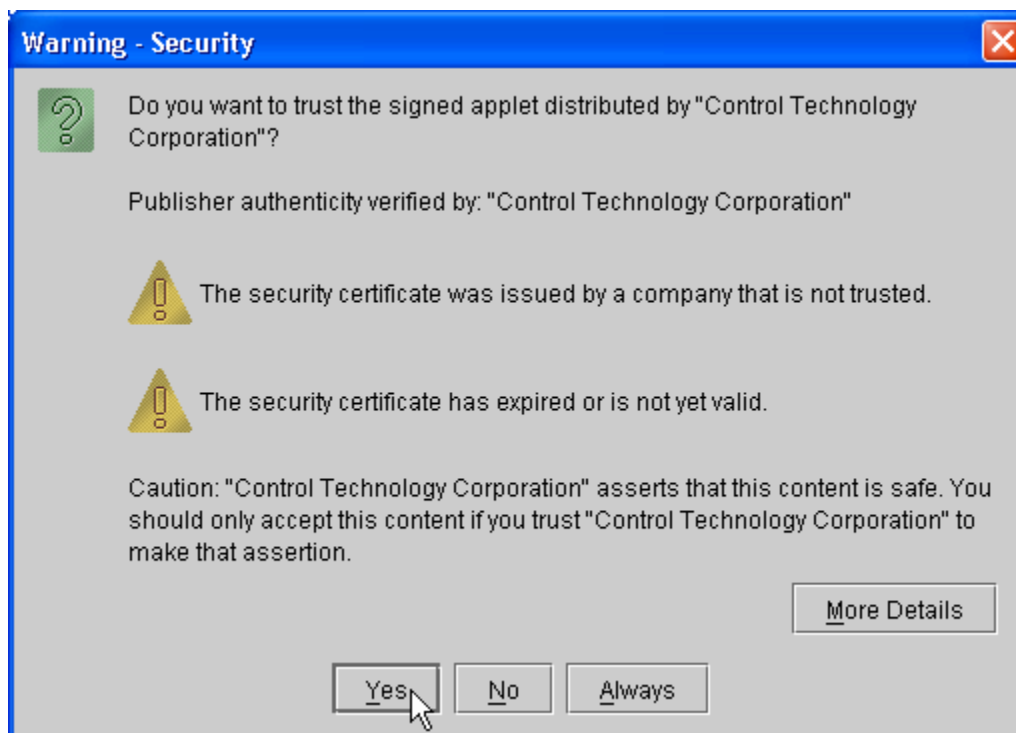 Warning - Security
Do you want to trust the signed applet distributed by "Control Technology
Corporation"?
Publisher authenticity verified by: "Control Technology Corporation"
The security certificate was issued by a company that is not trusted.
The security certificate has expired or is not yet valid.
Caution: "Control Technology Corporation" asserts that this content is safe. You
should only accept this content if you trust "Control Technology Corporation" to
make that assertion.
More Details
Yes No Always